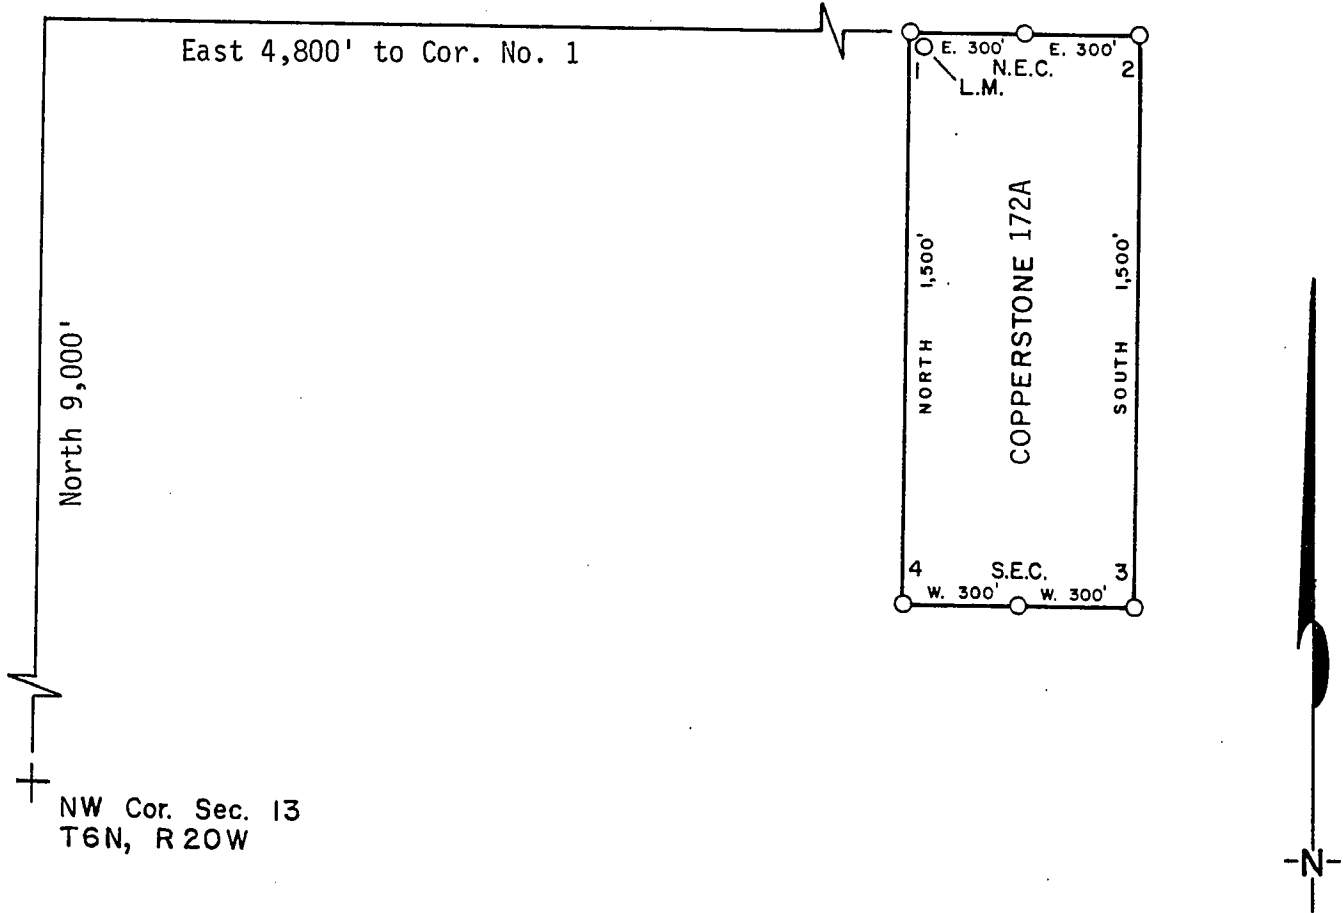 East 4,800' to Cor. No. 1
E. 300' E. 300'
1 N.E.C. 2
L.M.
North 9,000'
NORTH 1,500'
COPPERSTONE 172A
SOUTH 1,500'
4 S.E.C. 3
W. 300' W. 300'
NW Cor. Sec. 13
T6N, R20W
-N-